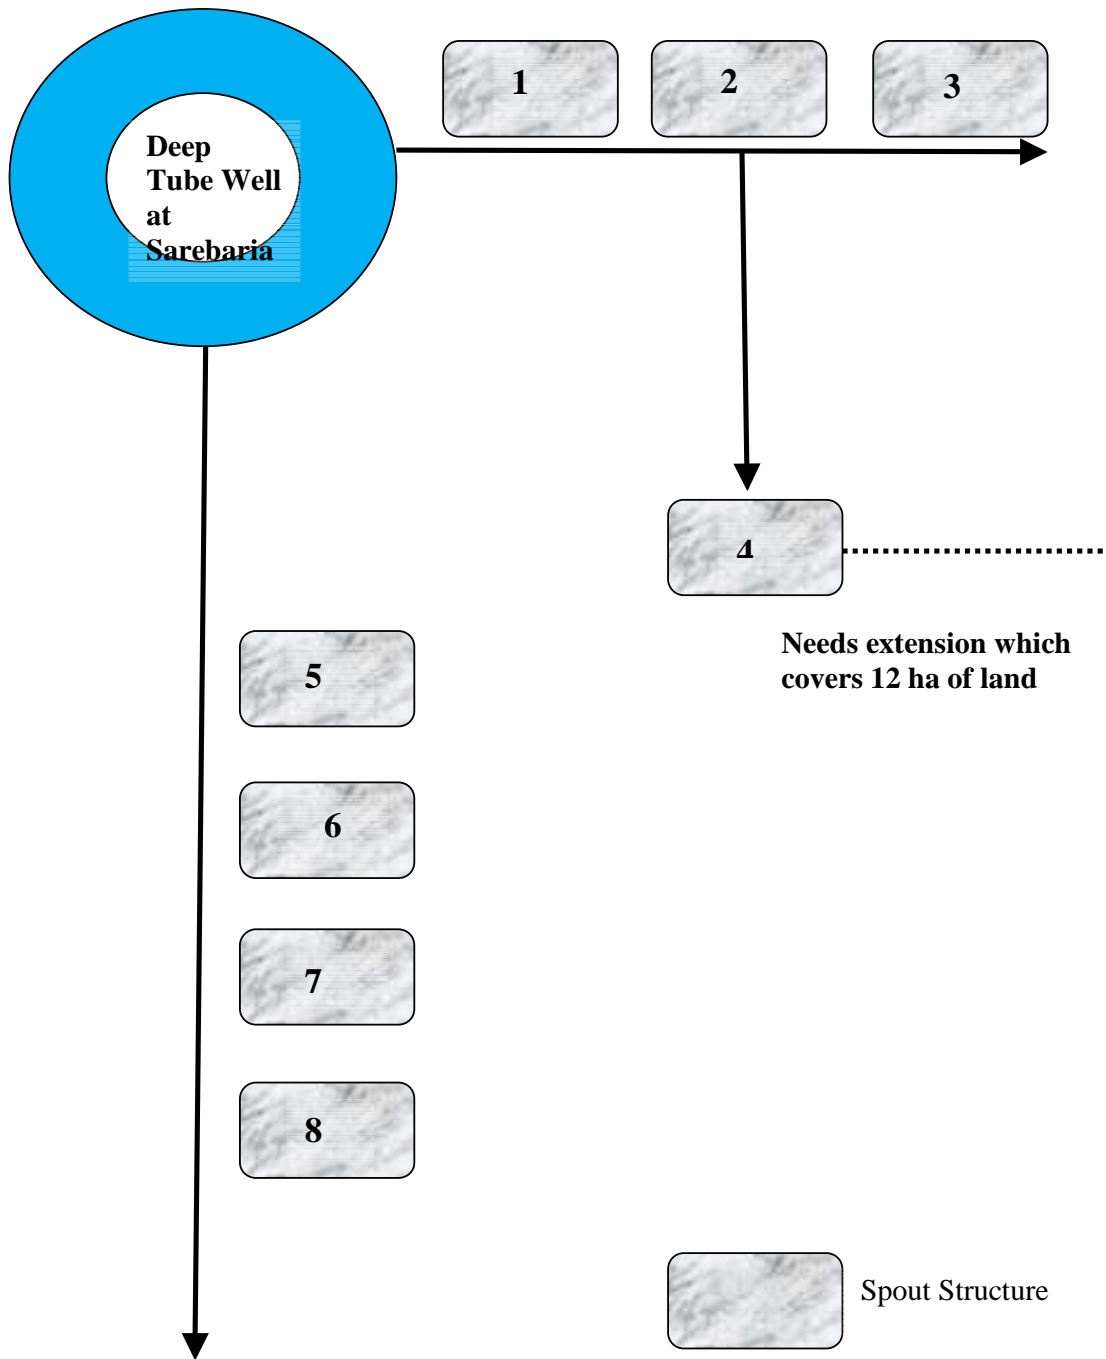 1
2
3
Deep
Tube Well
at
Sarebaria
4
Needs extension which
covers 12 ha of land
5
6
7
8
Spout Structure